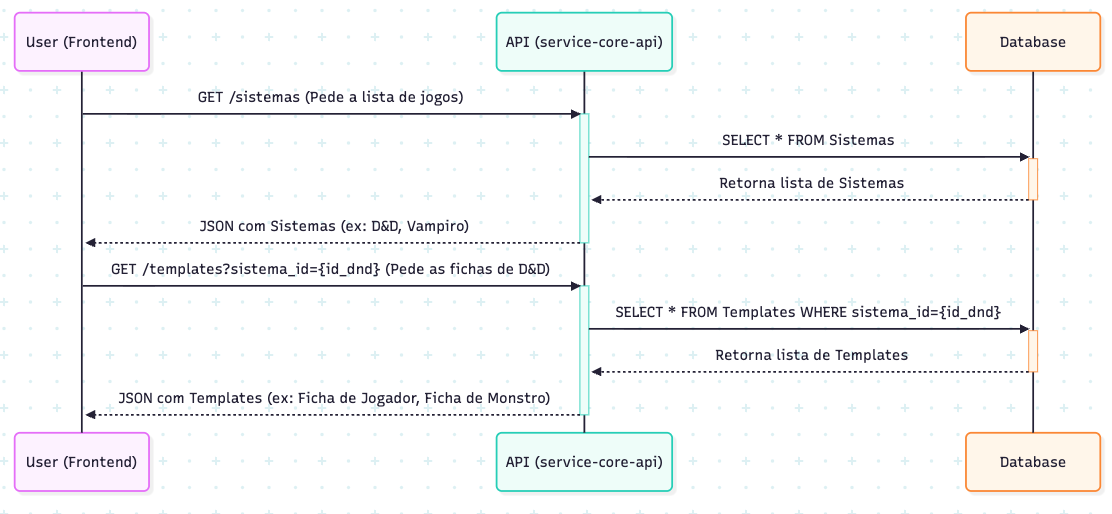 User (Frontend)
API (service-core-api)
Database
GET /sistemas (Pede a lista de jogos)
SELECT * FROM Sistemas
Retorna lista de Sistemas
JSON com Sistemas (ex: D&D, Vampiro)
GET /templates?sistema_id={id_dnd} (Pede as fichas de D&D)
SELECT * FROM Templates WHERE sistema_id={id_dnd}
Retorna lista de Templates
JSON com Templates (ex: Ficha de Jogador, Ficha de Monstro)
User (Frontend)
API (service-core-api)
Database